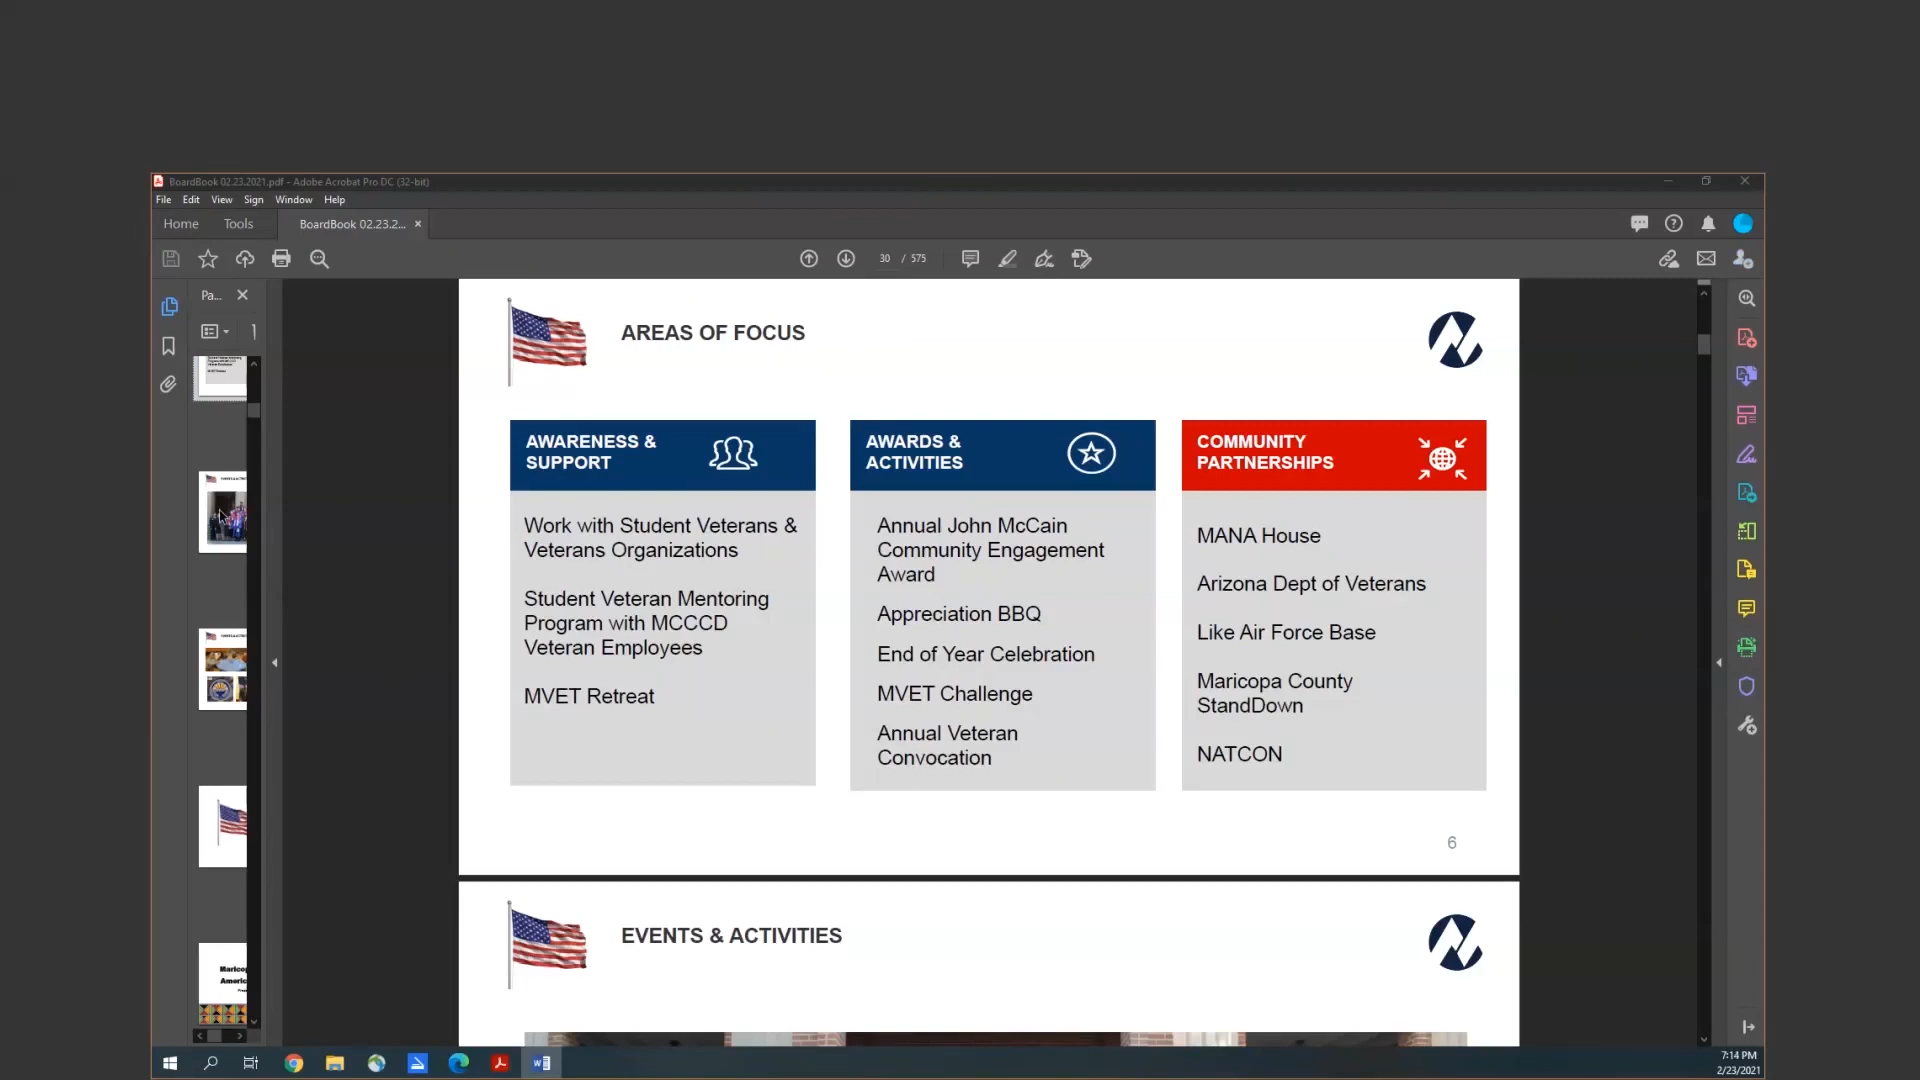 BoardBook 02.23.2021.pdf - Adobe Acrobat Pro DC (32-bit)
File Edit View Sign Window Help
Home Tools BoardBook 02.23.2...
30 / 575
Pa...
AREAS OF FOCUS
AWARENESS &
SUPPORT
Work with Student Veterans &
Veterans Organizations
Student Veteran Mentoring
Program with MCCCD
Veteran Employees
MVET Retreat
AWARDS &
ACTIVITIES
Annual John McCain
Community Engagement
Award
Appreciation BBQ
End of Year Celebration
MVET Challenge
Annual Veteran
Convocation
COMMUNITY
PARTNERSHIPS
MANA House
Arizona Dept of Veterans
Like Air Force Base
Maricopa County
StandDown
NATCON
6
EVENTS & ACTIVITIES
7:14 PM
2/23/2021